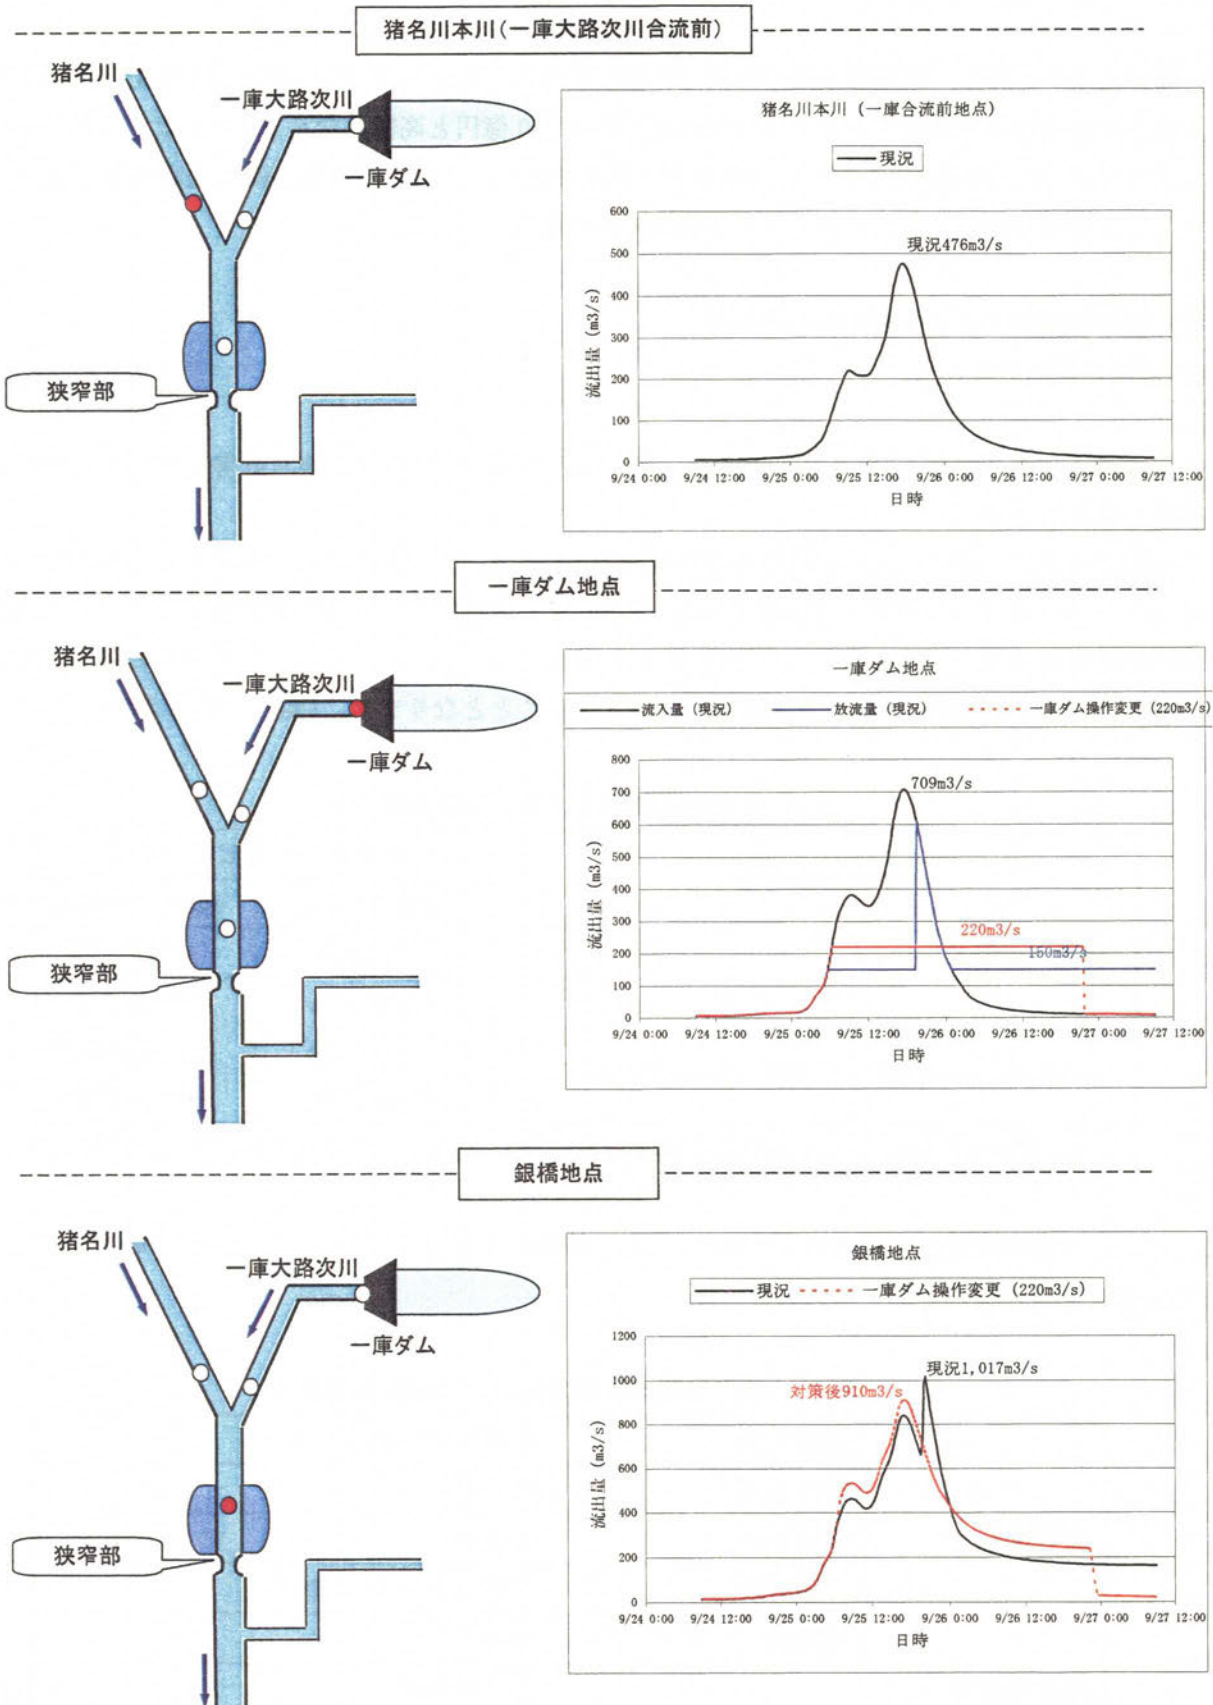 猪名川本川(一庫大路次川合流前)
猪名川
一庫大路次川
一庫ダム
狭窄部
猪名川本川 (一庫合流前地点)
現況
現況476m3/s
流出量 (m3/s)
600
500
400
300
200
100
0
9/24 0:00 9/24 12:00 9/25 0:00 9/25 12:00 9/26 0:00 9/26 12:00 9/27 0:00 9/27 12:00
日時
一庫ダム地点
猪名川
一庫大路次川
一庫ダム
狭窄部
一庫ダム地点
流入量 (現況) 放流量 (現況) 一庫ダム操作変更 (220m3/s)
709m3/s
220m3/s
150m3/s
流出量 (m3/s)
800
700
600
500
400
300
200
100
0
9/24 0:00 9/24 12:00 9/25 0:00 9/25 12:00 9/26 0:00 9/26 12:00 9/27 0:00 9/27 12:00
日時
銀橋地点
猪名川
一庫大路次川
一庫ダム
狭窄部
銀橋地点
現況 一庫ダム操作変更 (220m3/s)
現況1,017m3/s
対策後910m3/s
流出量 (m3/s)
1200
1000
800
600
400
200
0
9/24 0:00 9/24 12:00 9/25 0:00 9/25 12:00 9/26 0:00 9/26 12:00 9/27 0:00 9/27 12:00
日時